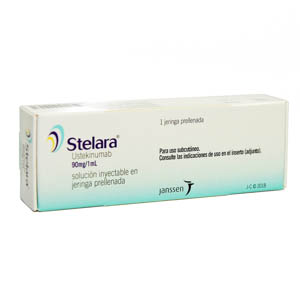 Stelara®
Ustekinumab
90mg/1mL
solución inyectable en
jeringa prellenada
1 jeringa prellenada
Para uso subcutáneo.
Consulte las indicaciones de uso en el inserto (adjunto).
janssen